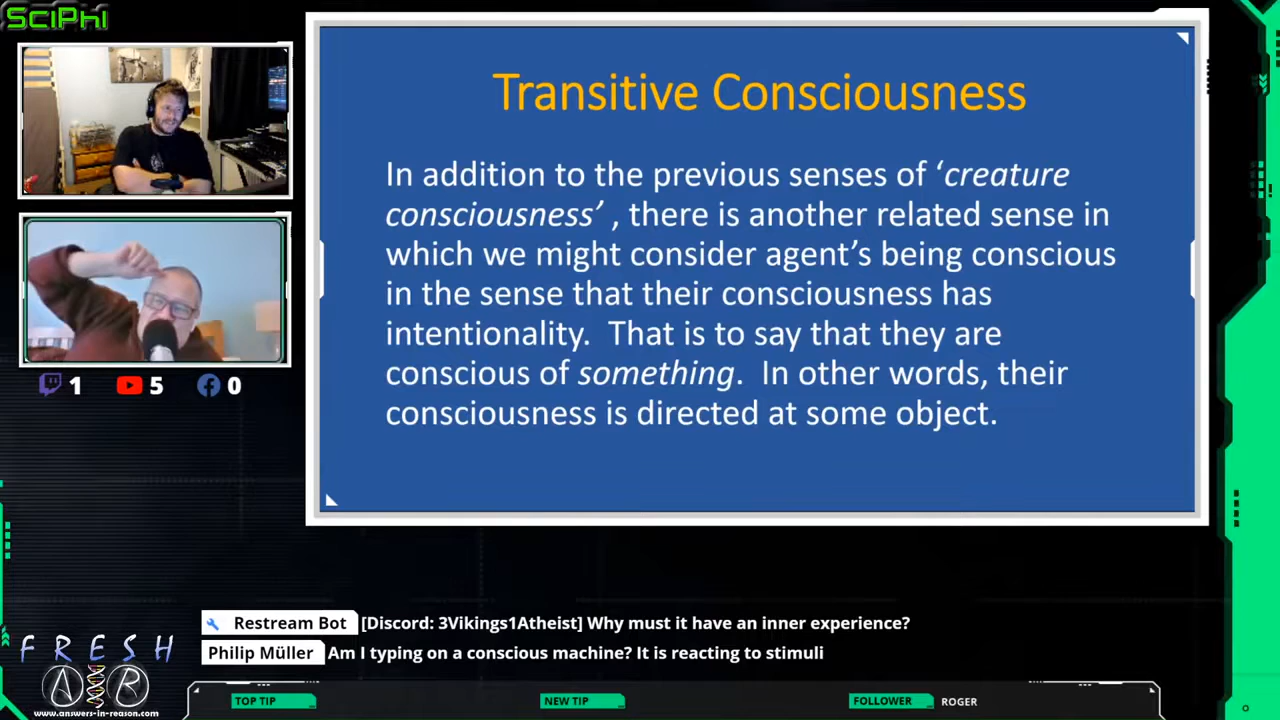 SciPhi
Transitive Consciousness
In addition to the previous senses of ‘creature
consciousness’ , there is another related sense in
which we might consider agent’s being conscious
in the sense that their consciousness has
intentionality.  That is to say that they are
conscious of something.  In other words, their
consciousness is directed at some object.
1
5
0
Restream Bot [Discord: 3Vikings1Atheist] Why must it have an inner experience?
Philip Müller Am I typing on a conscious machine? It is reacting to stimuli
FRESH
AiR
www.answers-in-reason.com
TOP TIP
NEW TIP
FOLLOWER ROGER